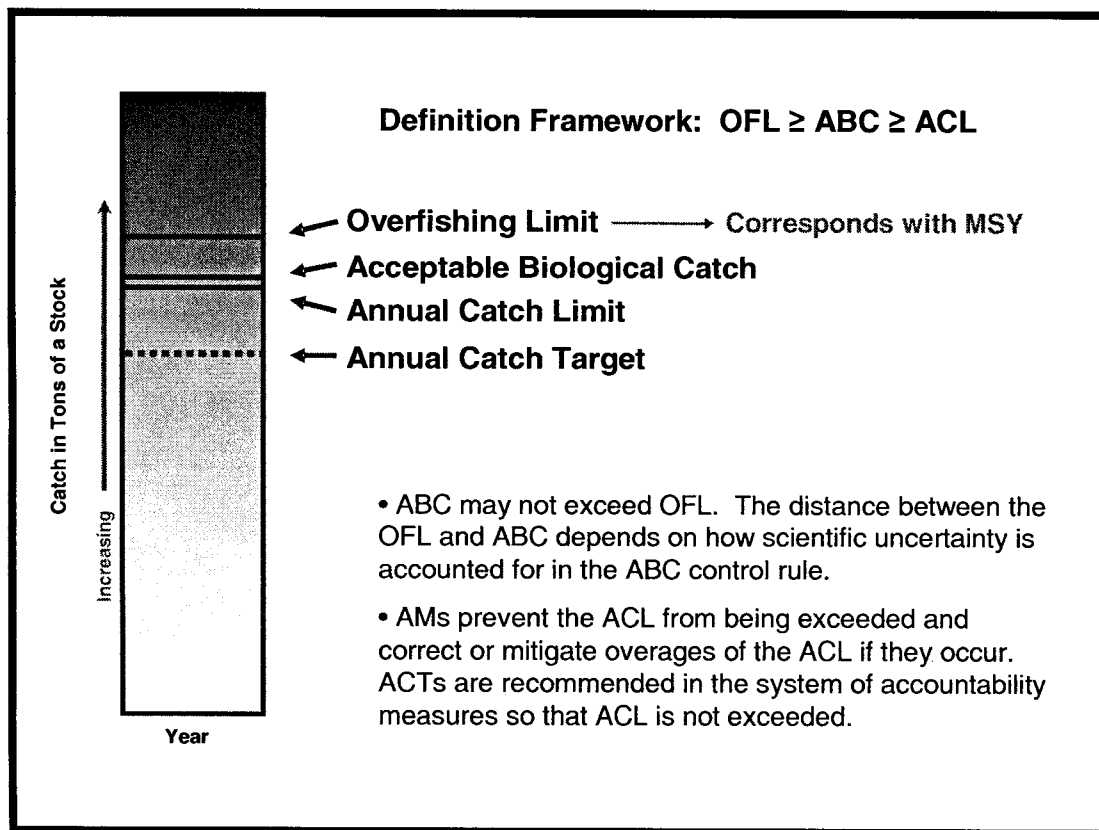 Definition Framework: OFL ≥ ABC ≥ ACL
Overfishing Limit
Corresponds with MSY
Acceptable Biological Catch
Annual Catch Limit
Annual Catch Target
Catch in Tons of a Stock
Increasing
Year
• ABC may not exceed OFL. The distance between the
OFL and ABC depends on how scientific uncertainty is
accounted for in the ABC control rule.
• AMs prevent the ACL from being exceeded and
correct or mitigate overages of the ACL if they occur.
ACTs are recommended in the system of accountability
measures so that ACL is not exceeded.